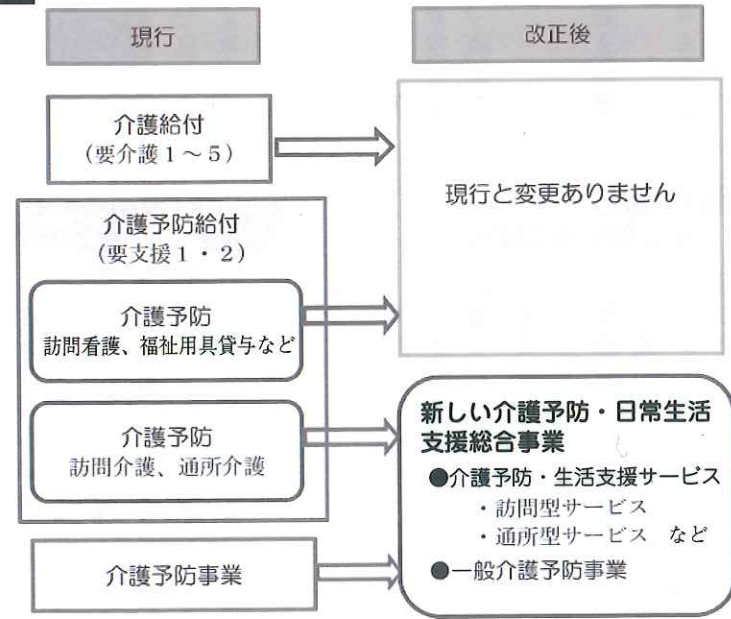 現行
改正後
介護給付
(要介護1～5)
現行と変更ありません
介護予防給付
(要支援1・2)
介護予防
訪問看護、福祉用具貸与など
介護予防
訪問介護、通所介護
新しい介護予防・日常生活
支援総合事業
●介護予防・生活支援サービス
・訪問型サービス
・通所型サービス など
●一般介護予防事業
介護予防事業